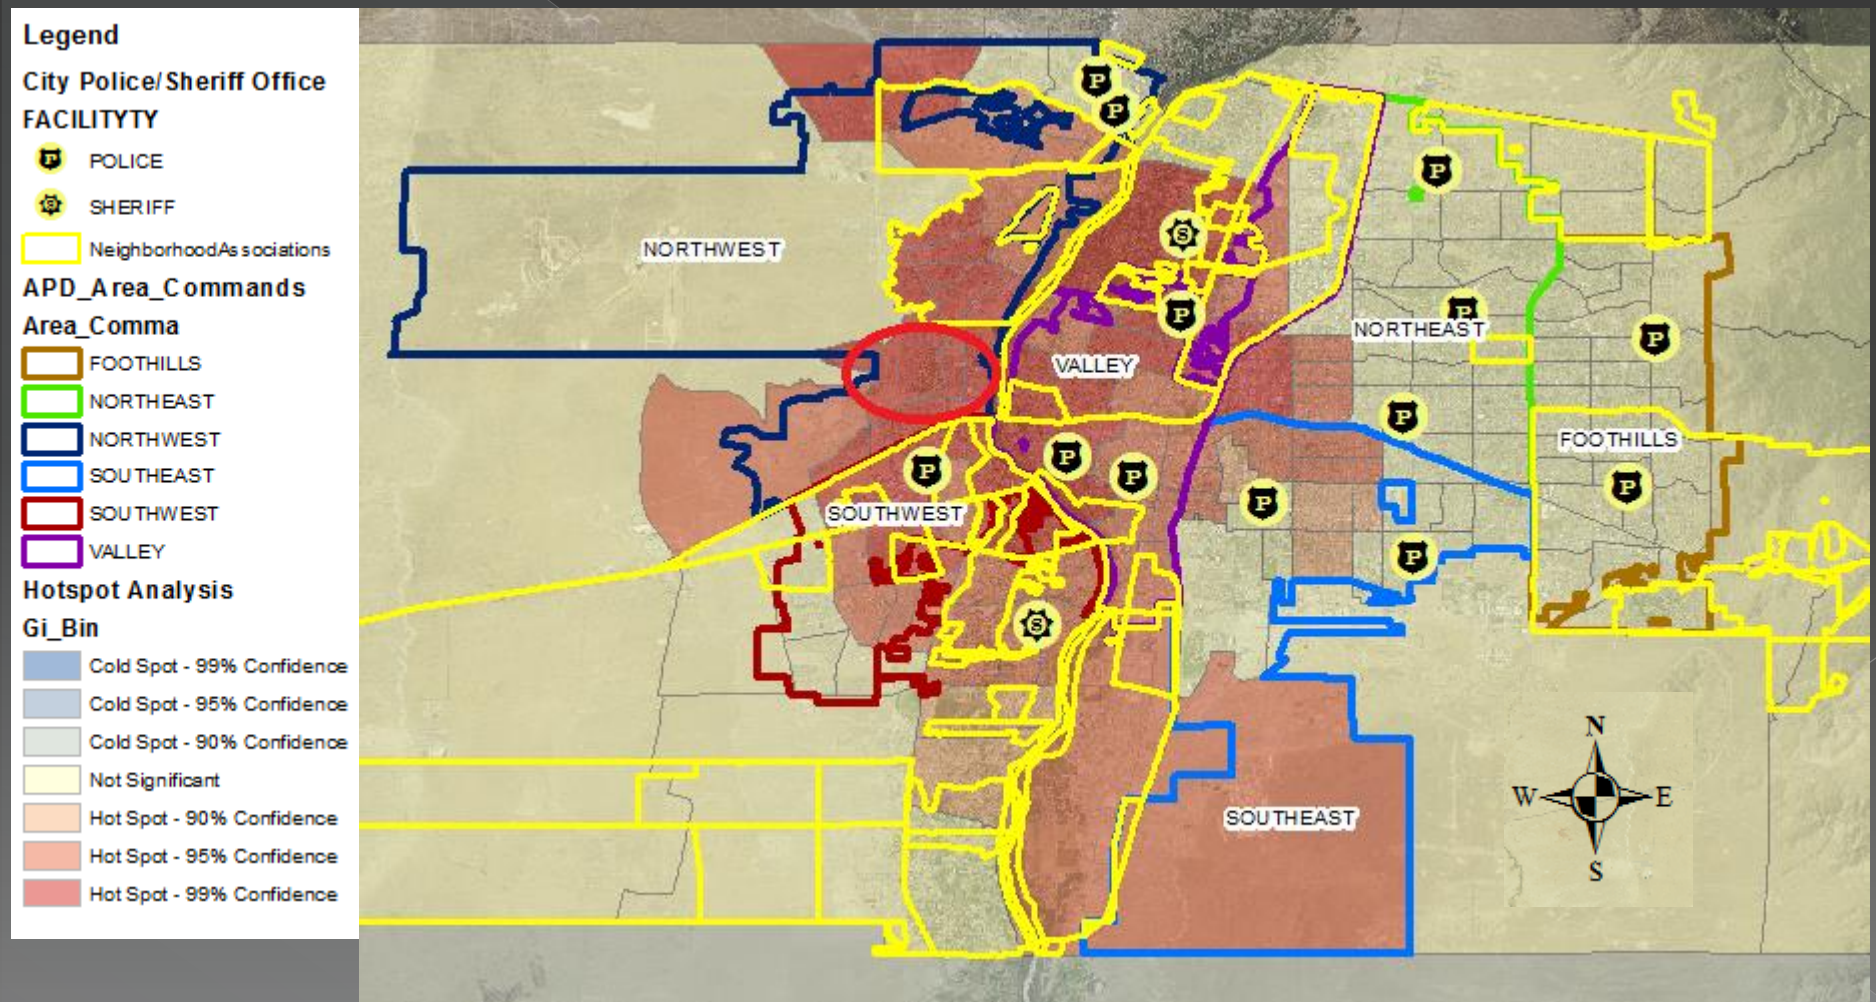 Legend
City Police/Sheriff Office
FACILITYTY
P POLICE
S SHERIFF
NeighborhoodAssociations
APD_Area_Commands
Area_Comma
FOOTHILLS
NORTHEAST
NORTHWEST
SOUTHEAST
SOUTHWEST
VALLEY
Hotspot Analysis
Gi_Bin
Cold Spot - 99% Confidence
Cold Spot - 95% Confidence
Cold Spot - 90% Confidence
Not Significant
Hot Spot - 90% Confidence
Hot Spot - 95% Confidence
Hot Spot - 99% Confidence
P
P
P
S
NORTHWEST
P
P
NORTHEAST
P
VALLEY
P
FOOTHILLS
P
P
P
P
P
SOUTHWEST
P
S
SOUTHEAST
N
W E
S